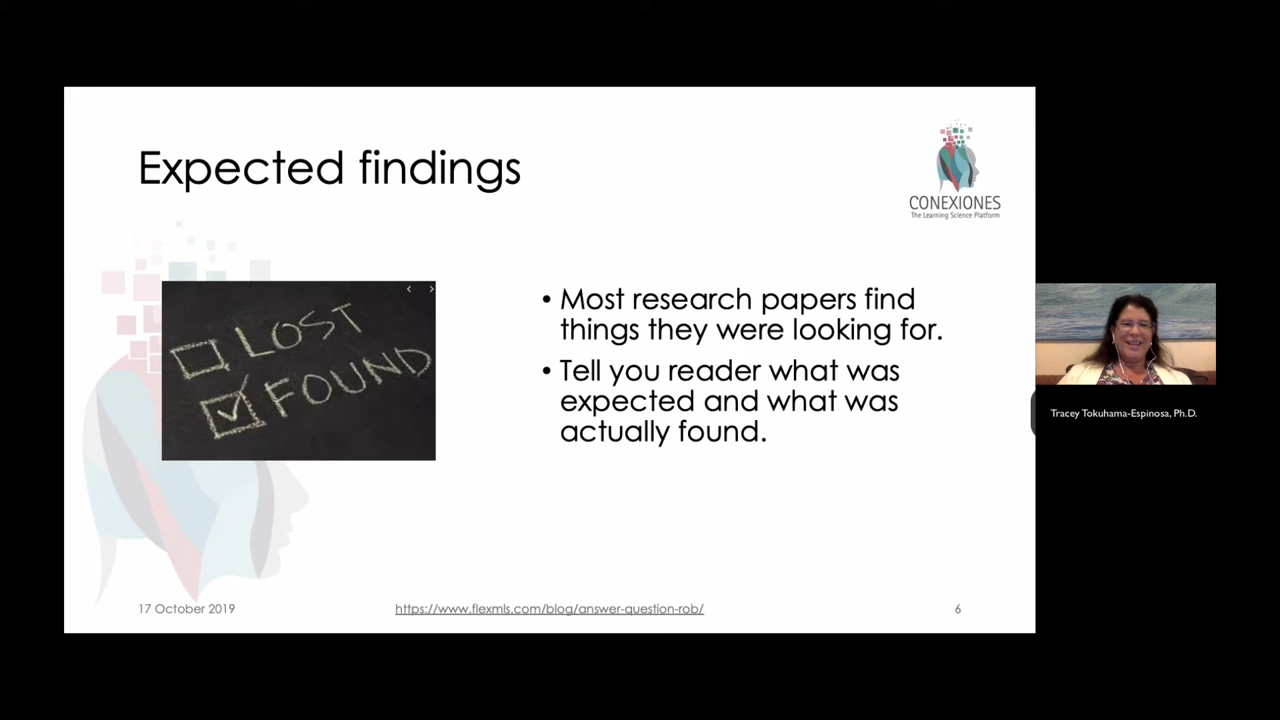 Expected findings
CONEXIONES
The Learning Science Platform
LOST
FOUND
• Most research papers find
things they were looking for.
• Tell you reader what was
expected and what was
actually found.
Tracey Tokuhama-Espinosa, Ph.D.
17 October 2019
https://www.flexmls.com/blog/answer-question-rob/
6